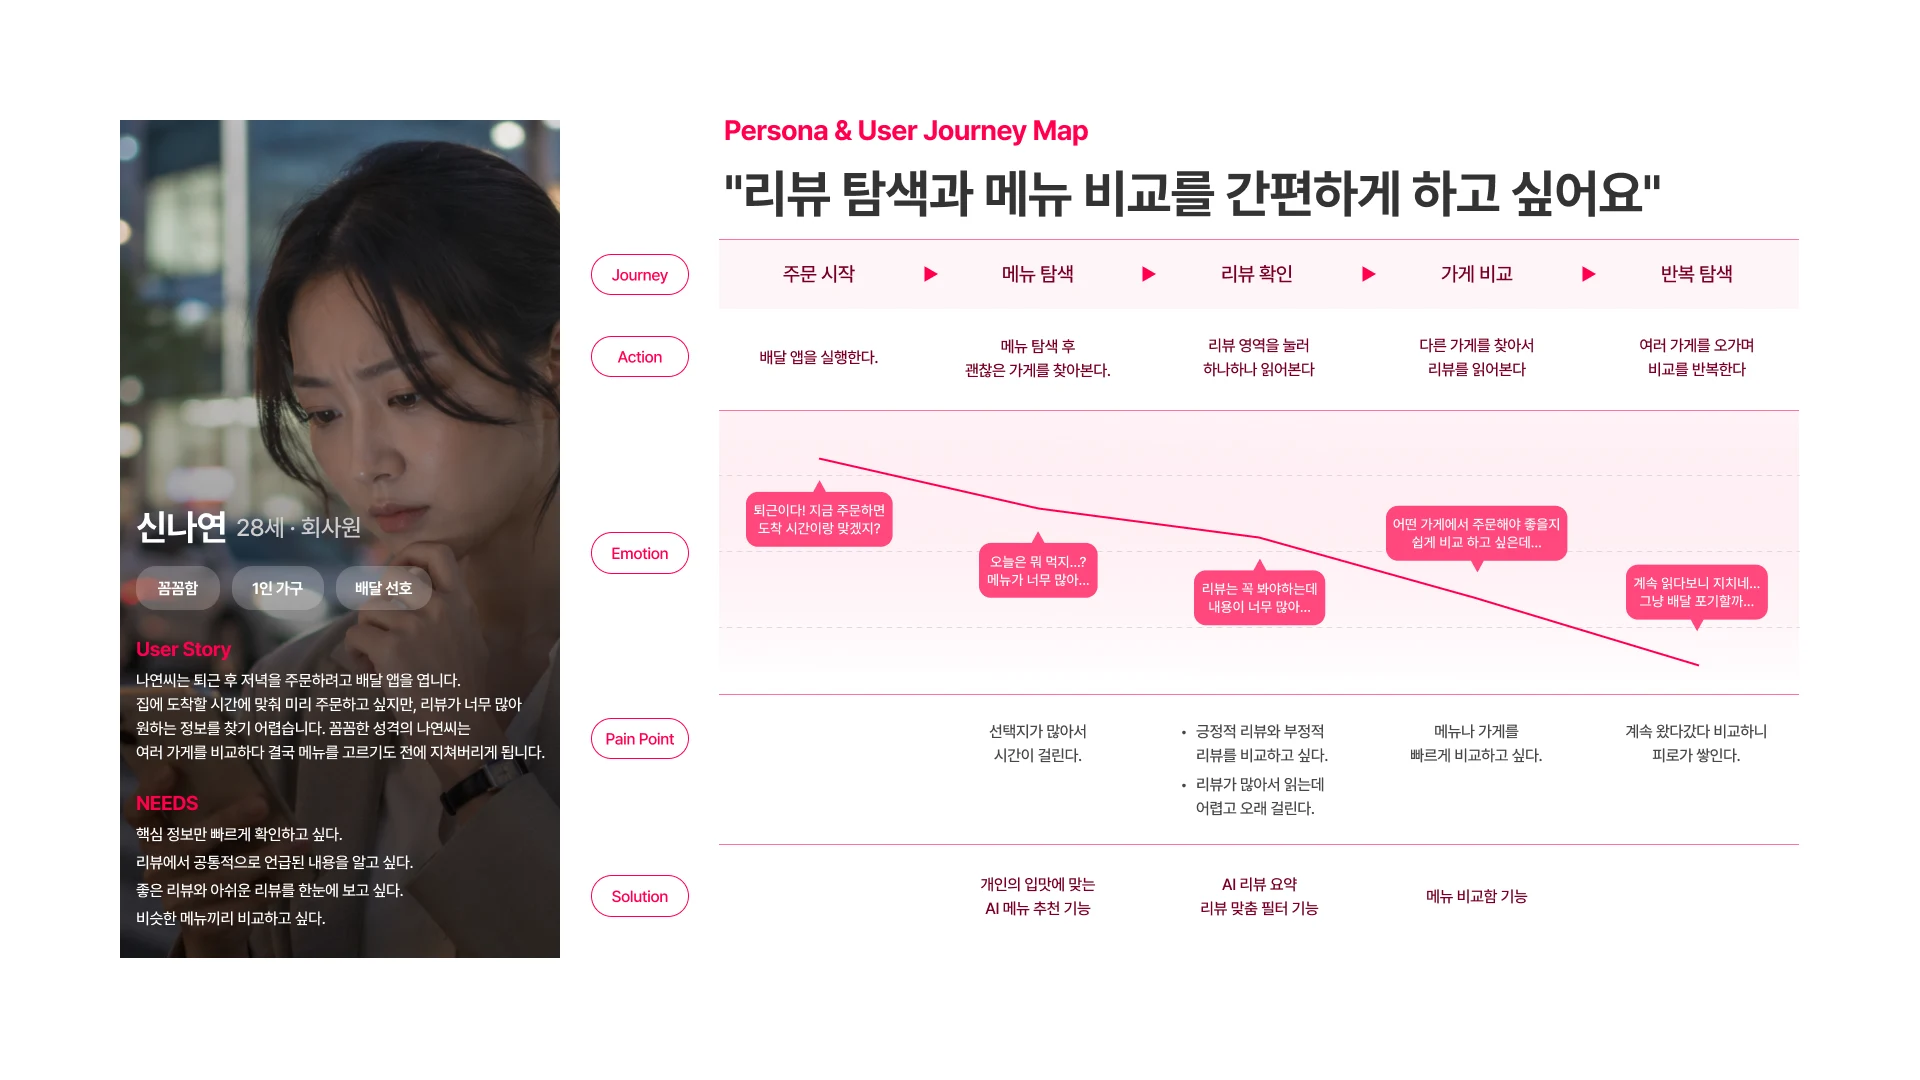 신나연 28세 · 회사원
꼼꼼함
1인 가구
배달 선호
User Story
나연씨는 퇴근 후 저녁을 주문하려고 배달 앱을 엽니다.
집에 도착할 시간에 맞춰 미리 주문하고 싶지만, 리뷰가 너무 많아
원하는 정보를 찾기 어렵습니다. 꼼꼼한 성격의 나연씨는
여러 가게를 비교하다 결국 메뉴를 고르기도 전에 지쳐버리게 됩니다.
NEEDS
핵심 정보만 빠르게 확인하고 싶다.
리뷰에서 공통적으로 언급된 내용을 알고 싶다.
좋은 리뷰와 아쉬운 리뷰를 한눈에 보고 싶다.
비슷한 메뉴끼리 비교하고 싶다.
Persona & User Journey Map
"리뷰 탐색과 메뉴 비교를 간편하게 하고 싶어요"
Journey
주문 시작
▶
메뉴 탐색
▶
리뷰 확인
▶
가게 비교
▶
반복 탐색
Action
배달 앱을 실행한다.
메뉴 탐색 후
괜찮은 가게를 찾아본다.
리뷰 영역을 눌러
하나하나 읽어본다
다른 가게를 찾아서
리뷰를 읽어본다
여러 가게를 오가며
비교를 반복한다
Emotion
퇴근이다! 지금 주문하면
도착 시간이랑 맞겠지?
오늘은 뭐 먹지...?
메뉴가 너무 많아...
리뷰는 꼭 봐야하는데
내용이 너무 많아...
어떤 가게에서 주문해야 좋을지
쉽게 비교 하고 싶은데...
계속 읽다보니 지치네...
그냥 배달 포기할까...
Pain Point
선택지가 많아서
시간이 걸린다.
• 긍정적 리뷰와 부정적
리뷰를 비교하고 싶다.
• 리뷰가 많아서 읽는데
어렵고 오래 걸린다.
메뉴나 가게를
빠르게 비교하고 싶다.
계속 왔다갔다 비교하니
피로가 쌓인다.
Solution
개인의 입맛에 맞는
AI 메뉴 추천 기능
AI 리뷰 요약
리뷰 맞춤 필터 기능
메뉴 비교함 기능